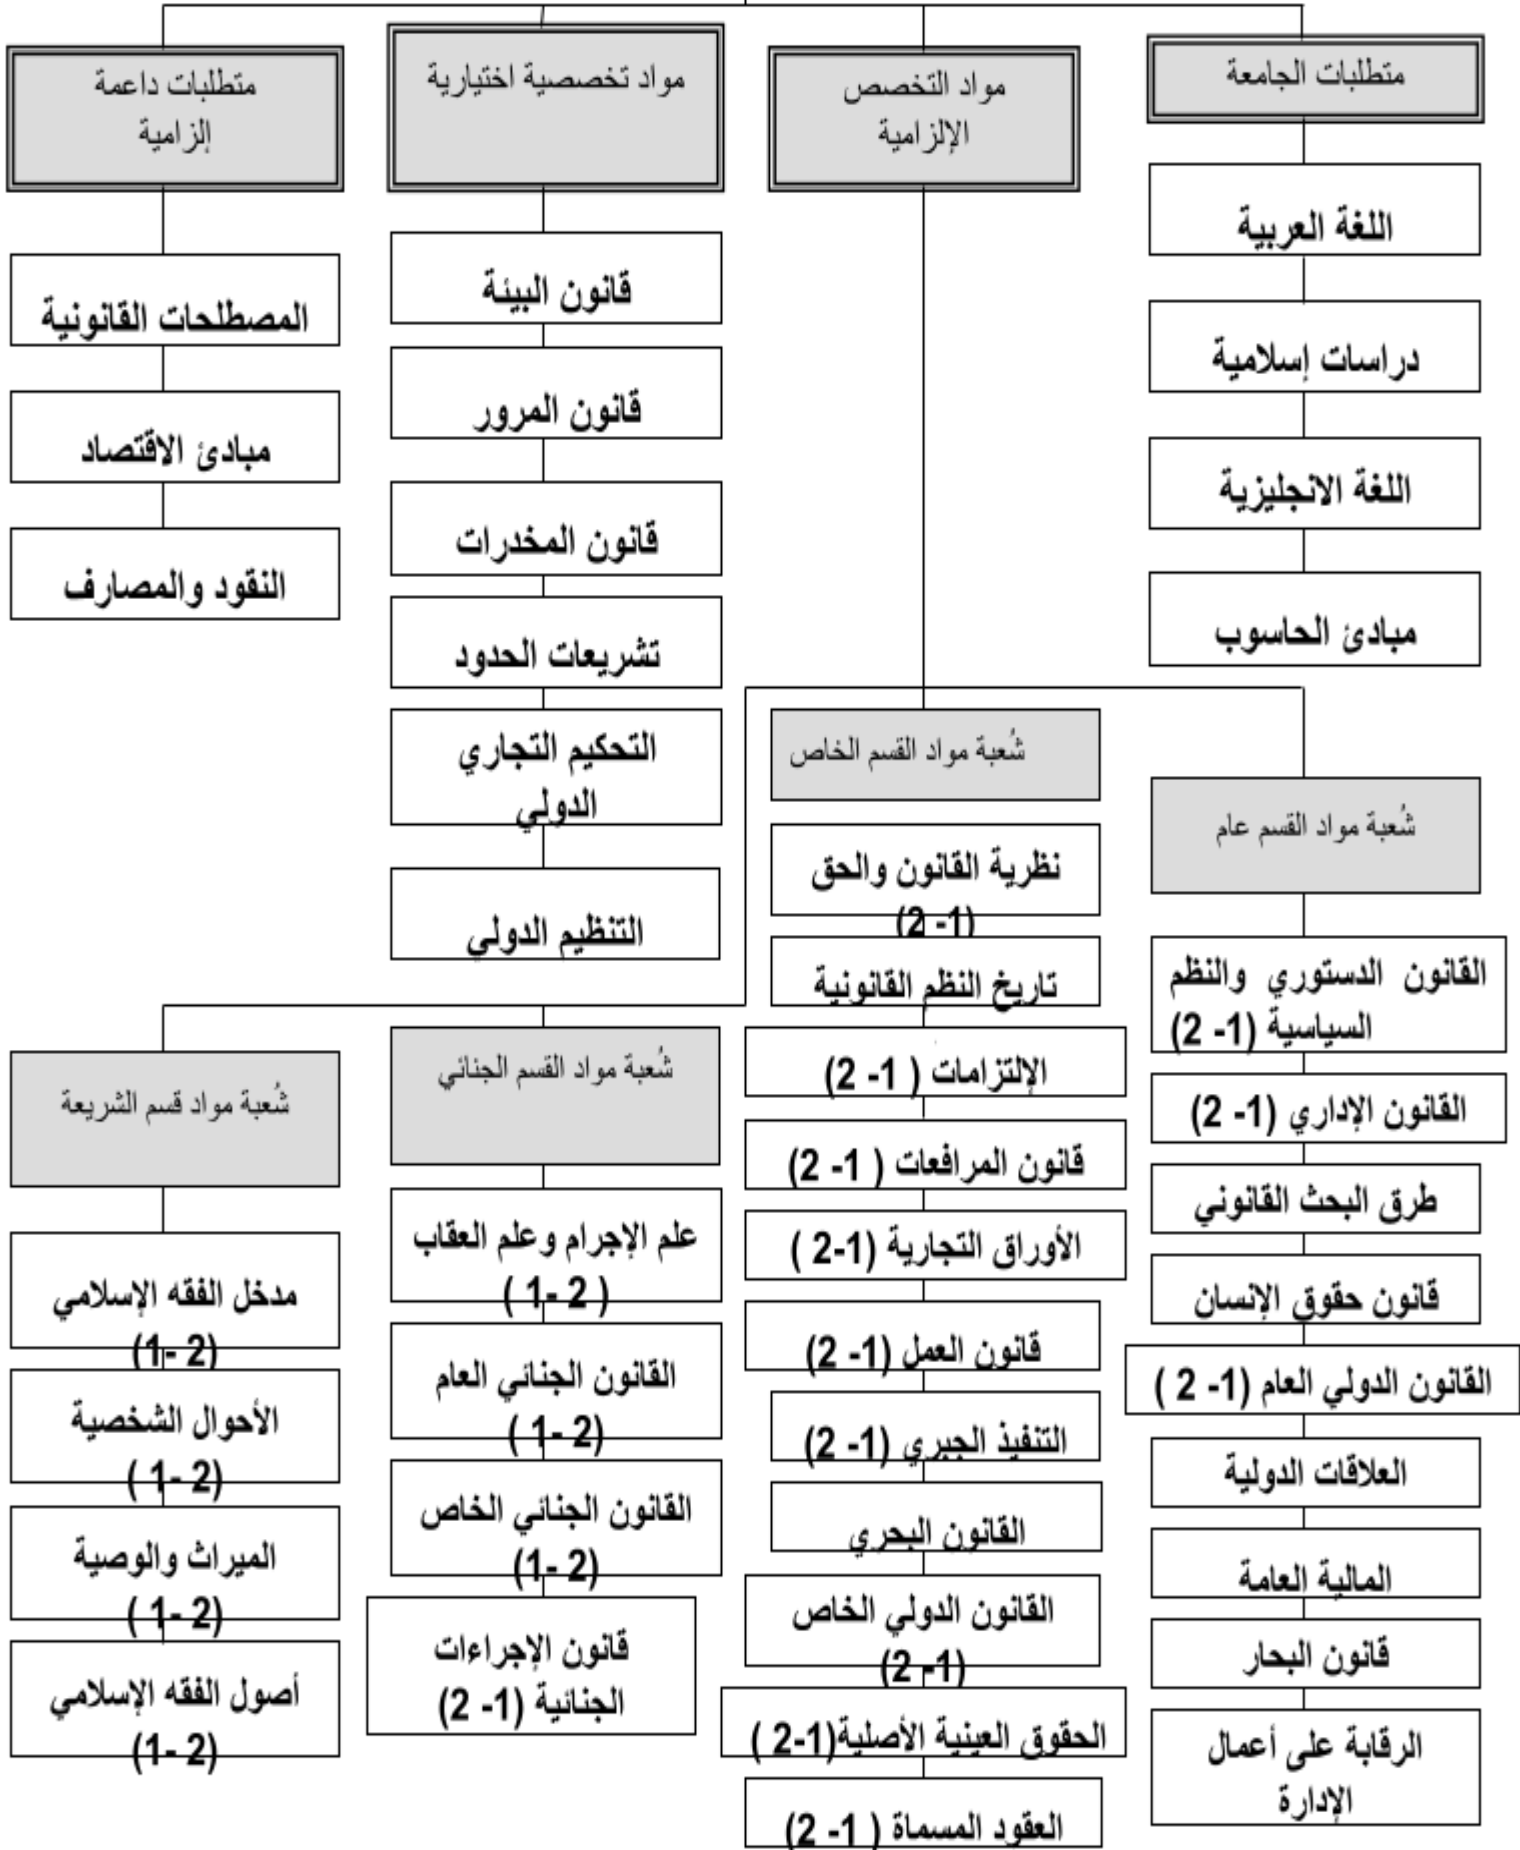 متطلبات الجامعة
مواد التخصص
الإلزامية
مواد تخصصية اختيارية
متطلبات داعمة
إلزامية
اللغة العربية
دراسات إسلامية
اللغة الانجليزية
مبادئ الحاسوب
قانون البيئة
قانون المرور
قانون المخدرات
تشريعات الحدود
التحكيم التجاري
الدولي
التنظيم الدولي
المصطلحات القانونية
مبادئ الاقتصاد
النقود والمصارف
شُعبة مواد القسم عام
القانون الدستوري والنظم
السياسية (1- 2)
القانون الإداري (1- 2)
طرق البحث القانوني
قانون حقوق الإنسان
القانون الدولي العام (1- 2 )
العلاقات الدولية
المالية العامة
قانون البحار
الرقابة على أعمال
الإدارة
شُعبة مواد القسم الخاص
نظرية القانون والحق
(1- 2)
تاريخ النظم القانونية
الإلتزامات ( 1- 2)
قانون المرافعات ( 1- 2)
الأوراق التجارية (1-2 )
قانون العمل (1- 2)
التنفيذ الجبري (1- 2)
القانون البحري
القانون الدولي الخاص
(1- 2)
الحقوق العينية الأصلية(1-2 )
العقود المسماة ( 1- 2)
شُعبة مواد القسم الجنائي
علم الإجرام وعلم العقاب
( 1- 2 )
القانون الجنائي العام
( 1- 2)
القانون الجنائي الخاص
(1- 2)
قانون الإجراءات
الجنائية (1- 2)
شُعبة مواد قسم الشريعة
مدخل الفقه الإسلامي
(1- 2)
الأحوال الشخصية
( 1- 2)
الميراث والوصية
( 1- 2)
أصول الفقه الإسلامي
(1- 2)